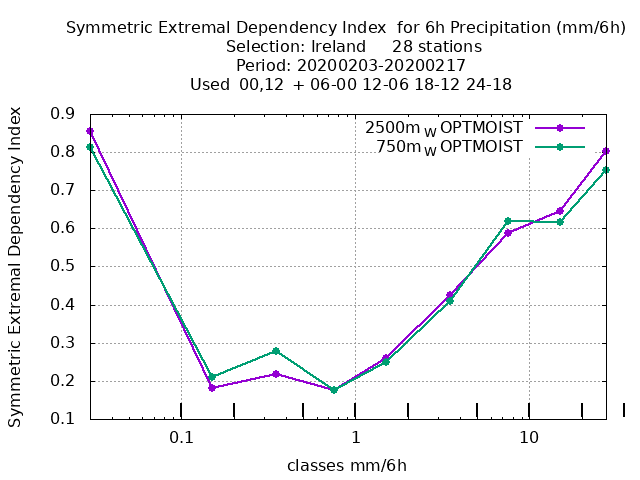 Symmetric Extremal Dependency Index  for 6h Precipitation (mm/6h)
Selection: Ireland     28 stations
Period: 20200203-20200217
Used  00,12  + 06-00 12-06 18-12 24-18
Symmetric Extremal Dependency Index
0.9
0.8
0.7
0.6
0.5
0.4
0.3
0.2
0.1
2500m W OPTMOIST
750m W OPTMOIST
0.1 1 10
classes mm/6h